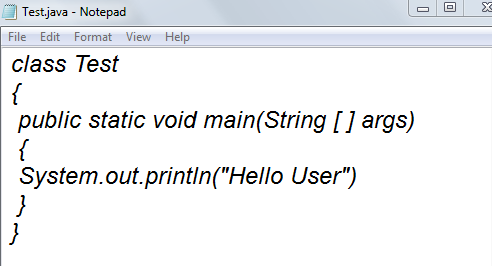 Test.java - Notepad
File Edit Format View Help
class Test
{
public static void main(String [ ] args)
{
System.out.println("Hello User")
}
}